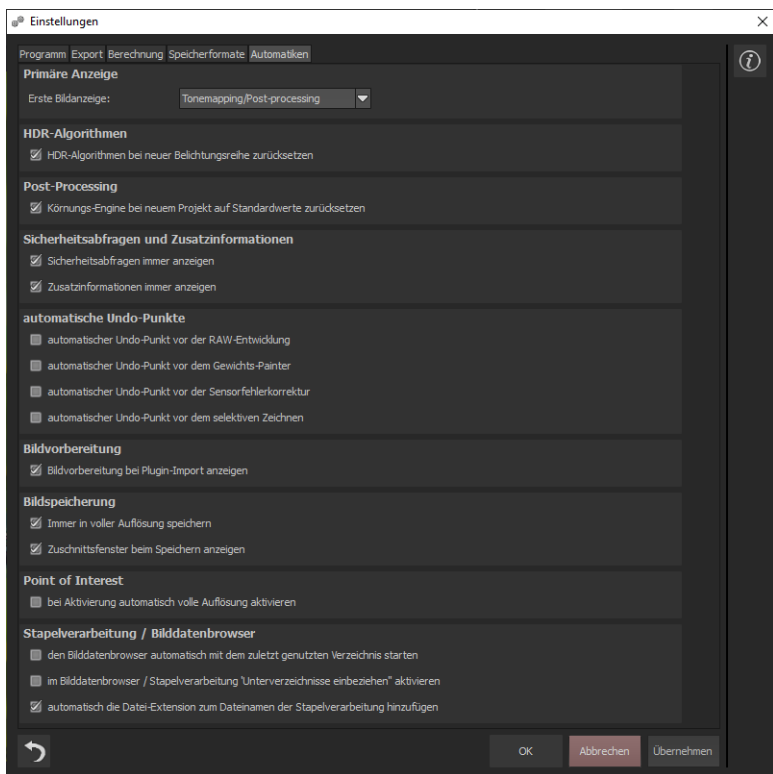 Einstellungen
Programm Export Berechnung Speicherformate Automatiken
Primäre Anzeige
Erste Bildanzeige: Tonemapping/Post-processing
HDR-Algorithmen
HDR-Algorithmen bei neuer Belichtungsreihe zurücksetzen
Post-Processing
Körnungs-Engine bei neuem Projekt auf Standardwerte zurücksetzen
Sicherheitsabfragen und Zusatzinformationen
Sicherheitsabfragen immer anzeigen
Zusatzinformationen immer anzeigen
automatische Undo-Punkte
automatischer Undo-Punkt vor der RAW-Entwicklung
automatischer Undo-Punkt vor dem Gewichts-Painter
automatischer Undo-Punkt vor der Sensorfehlerkorrektur
automatischer Undo-Punkt vor dem selektiven Zeichnen
Bildvorbereitung
Bildvorbereitung bei Plugin-Import anzeigen
Bildspeicherung
Immer in voller Auflösung speichern
Zuschnittsfenster beim Speichern anzeigen
Point of Interest
bei Aktivierung automatisch volle Auflösung aktivieren
Stapelverarbeitung / Bilddatenbrowser
den Bilddatenbrowser automatisch mit dem zuletzt genutzten Verzeichnis starten
im Bilddatenbrowser / Stapelverarbeitung 'Unterverzeichnisse einbeziehen" aktivieren
automatisch die Datei-Extension zum Dateinamen der Stapelverarbeitung hinzufügen
OK Abbrechen Übernehmen